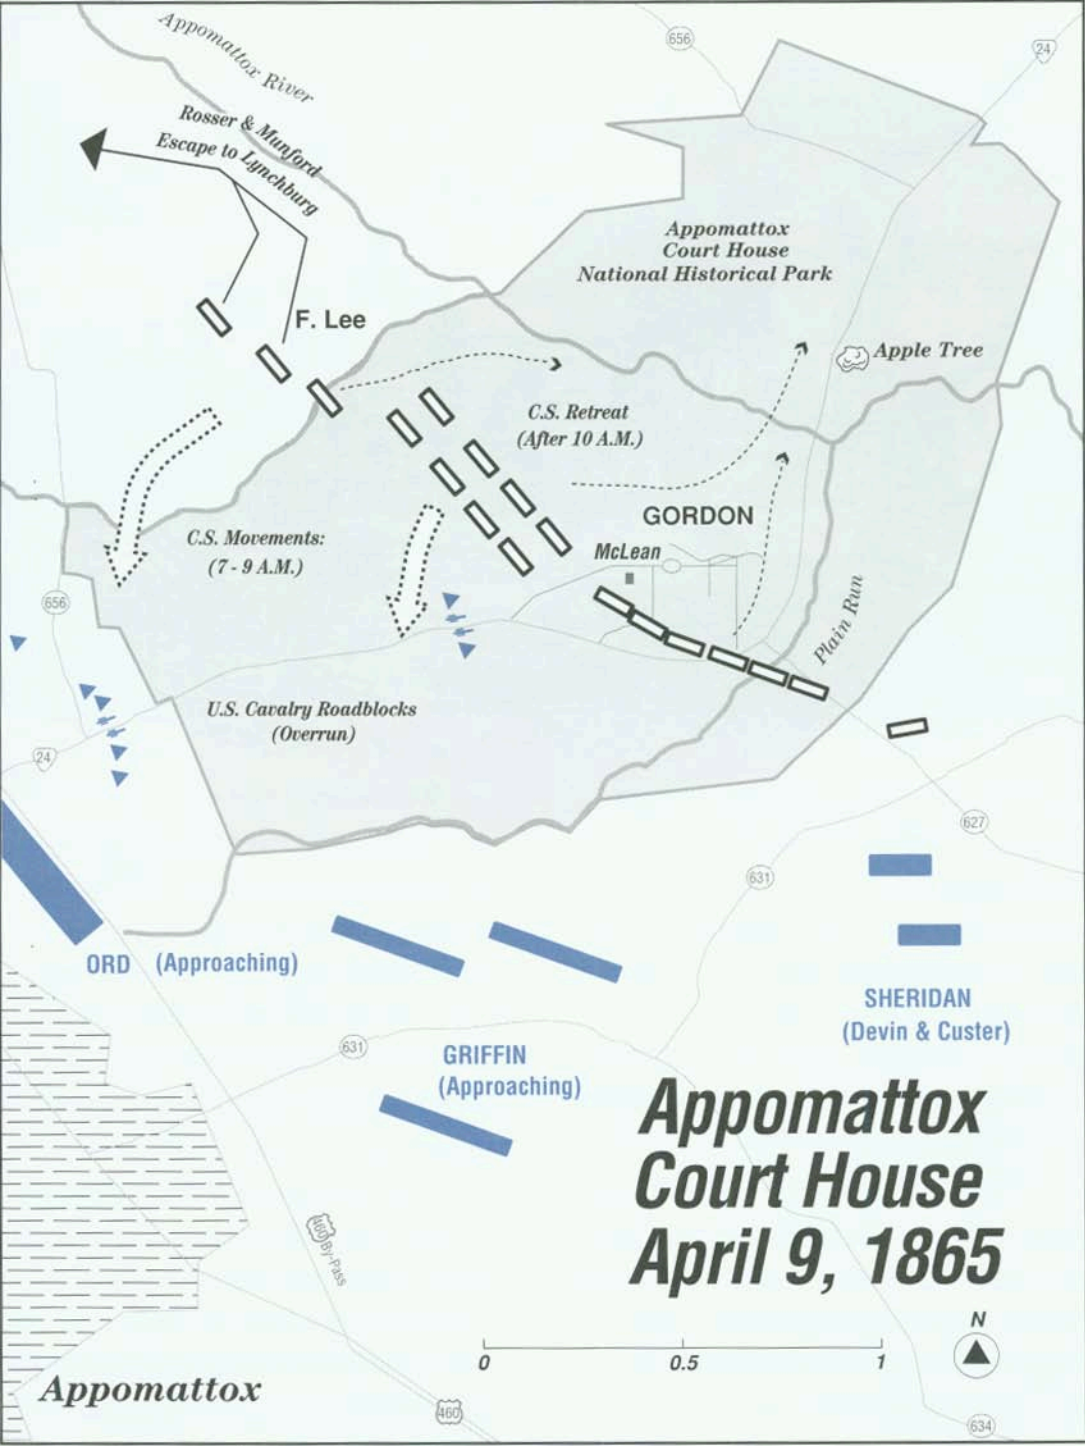 Appomattox River
656
24
Rosser & Munford
Escape to Lynchburg
Appomattox
Court House
National Historical Park
F. Lee
Apple Tree
C.S. Retreat
(After 10 A.M.)
GORDON
C.S. Movements:
(7 - 9 A.M.)
McLean
656
Plain Run
U.S. Cavalry Roadblocks
(Overrun)
24
627
631
ORD (Approaching)
SHERIDAN
(Devin & Custer)
631
GRIFFIN
(Approaching)
Appomattox
Court House
April 9, 1865
460 By-Pass
N
0 0.5 1
Appomattox
460
634